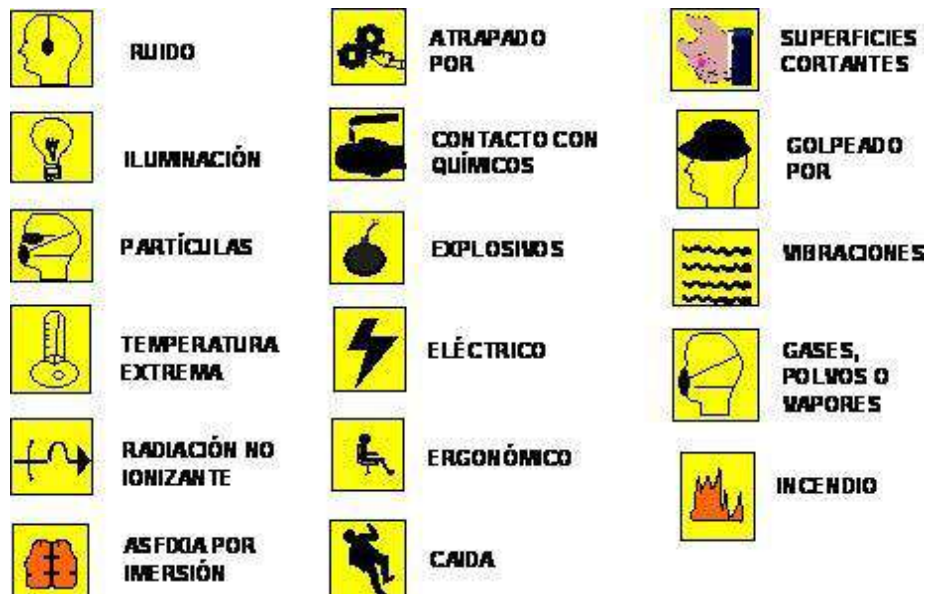 RUIDO
ILUMINACIÓN
PARTÍCULAS
TEMPERATURA
EXTREMA
RADIACIÓN NO
IONIZANTE
ASFIXIA POR
IMERSIÓN
ATRAPADO
POR
CONTACTO CON
QUÍMICOS
EXPLOSIVOS
ELÉCTRICO
ERGONÓMICO
CAIDA
SUPERFICIES
CORTANTES
GOLPEADO
POR
VIBRACIONES
GASES,
POLVOS O
VAPORES
INCENDIO